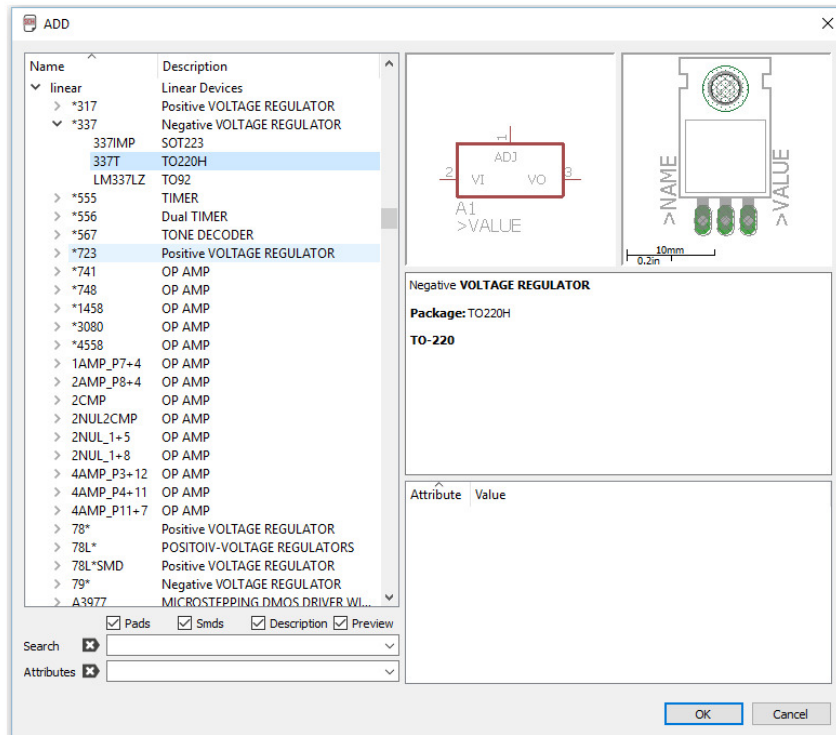 ADD
Name Description
linear Linear Devices
*317 Positive VOLTAGE REGULATOR
*337 Negative VOLTAGE REGULATOR
337IMP SOT223
337T TO220H
LM337LZ TO92
*555 TIMER
*556 Dual TIMER
*567 TONE DECODER
*723 Positive VOLTAGE REGULATOR
*741 OP AMP
*748 OP AMP
*1458 OP AMP
*3080 OP AMP
*4558 OP AMP
1AMP_P7+4 OP AMP
2AMP_P8+4 OP AMP
2CMP OP AMP
2NUL2CMP OP AMP
2NUL_1+5 OP AMP
2NUL_1+8 OP AMP
4AMP_P3+12 OP AMP
4AMP_P4+11 OP AMP
4AMP_P11+7 OP AMP
78* Positive VOLTAGE REGULATOR
78L* POSITOIV-VOLTAGE REGULATORS
78L*SMD Positive VOLTAGE REGULATOR
79* Negative VOLTAGE REGULATOR
A3977 MICROSTEPPING DMOS DRIVER WI...
Pads Smds Description Preview
Search
Attributes
1
ADJ
2 VI VO 3
A1
>VALUE
>NAME
>VALUE
10mm
0.2in
Negative VOLTAGE REGULATOR
Package: TO220H
TO-220
Attribute Value
OK Cancel